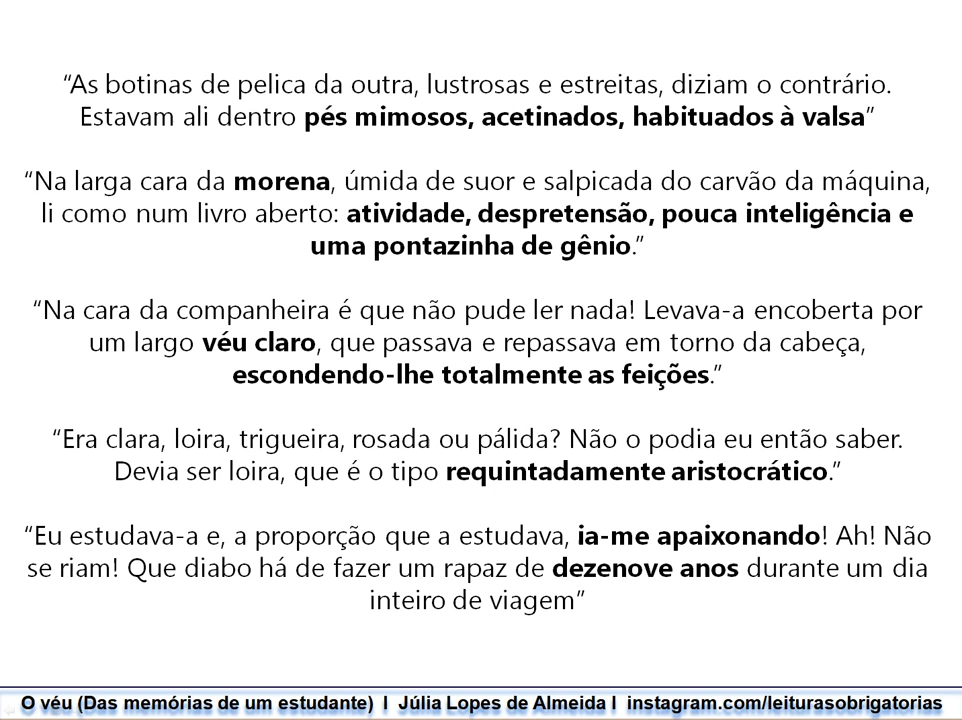 “As botinas de pelica da outra, lustrosas e estreitas, diziam o contrário.
Estavam ali dentro pés mimosos, acetinados, habituados à valsa”
“Na larga cara da morena, úmida de suor e salpicada do carvão da máquina,
li como num livro aberto: atividade, despretensão, pouca inteligência e
uma pontazinha de gênio.”
“Na cara da companheira é que não pude ler nada! Levava-a encoberta por
um largo véu claro, que passava e repassava em torno da cabeça,
escondendo-lhe totalmente as feições.”
“Era clara, loira, trigueira, rosada ou pálida? Não o podia eu então saber.
Devia ser loira, que é o tipo requintadamente aristocrático.”
“Eu estudava-a e, a proporção que a estudava, ia-me apaixonando! Ah! Não
se riam! Que diabo há de fazer um rapaz de dezenove anos durante um dia
inteiro de viagem”
O véu (Das memórias de um estudante) I Júlia Lopes de Almeida I instagram.com/leiturasobrigatorias